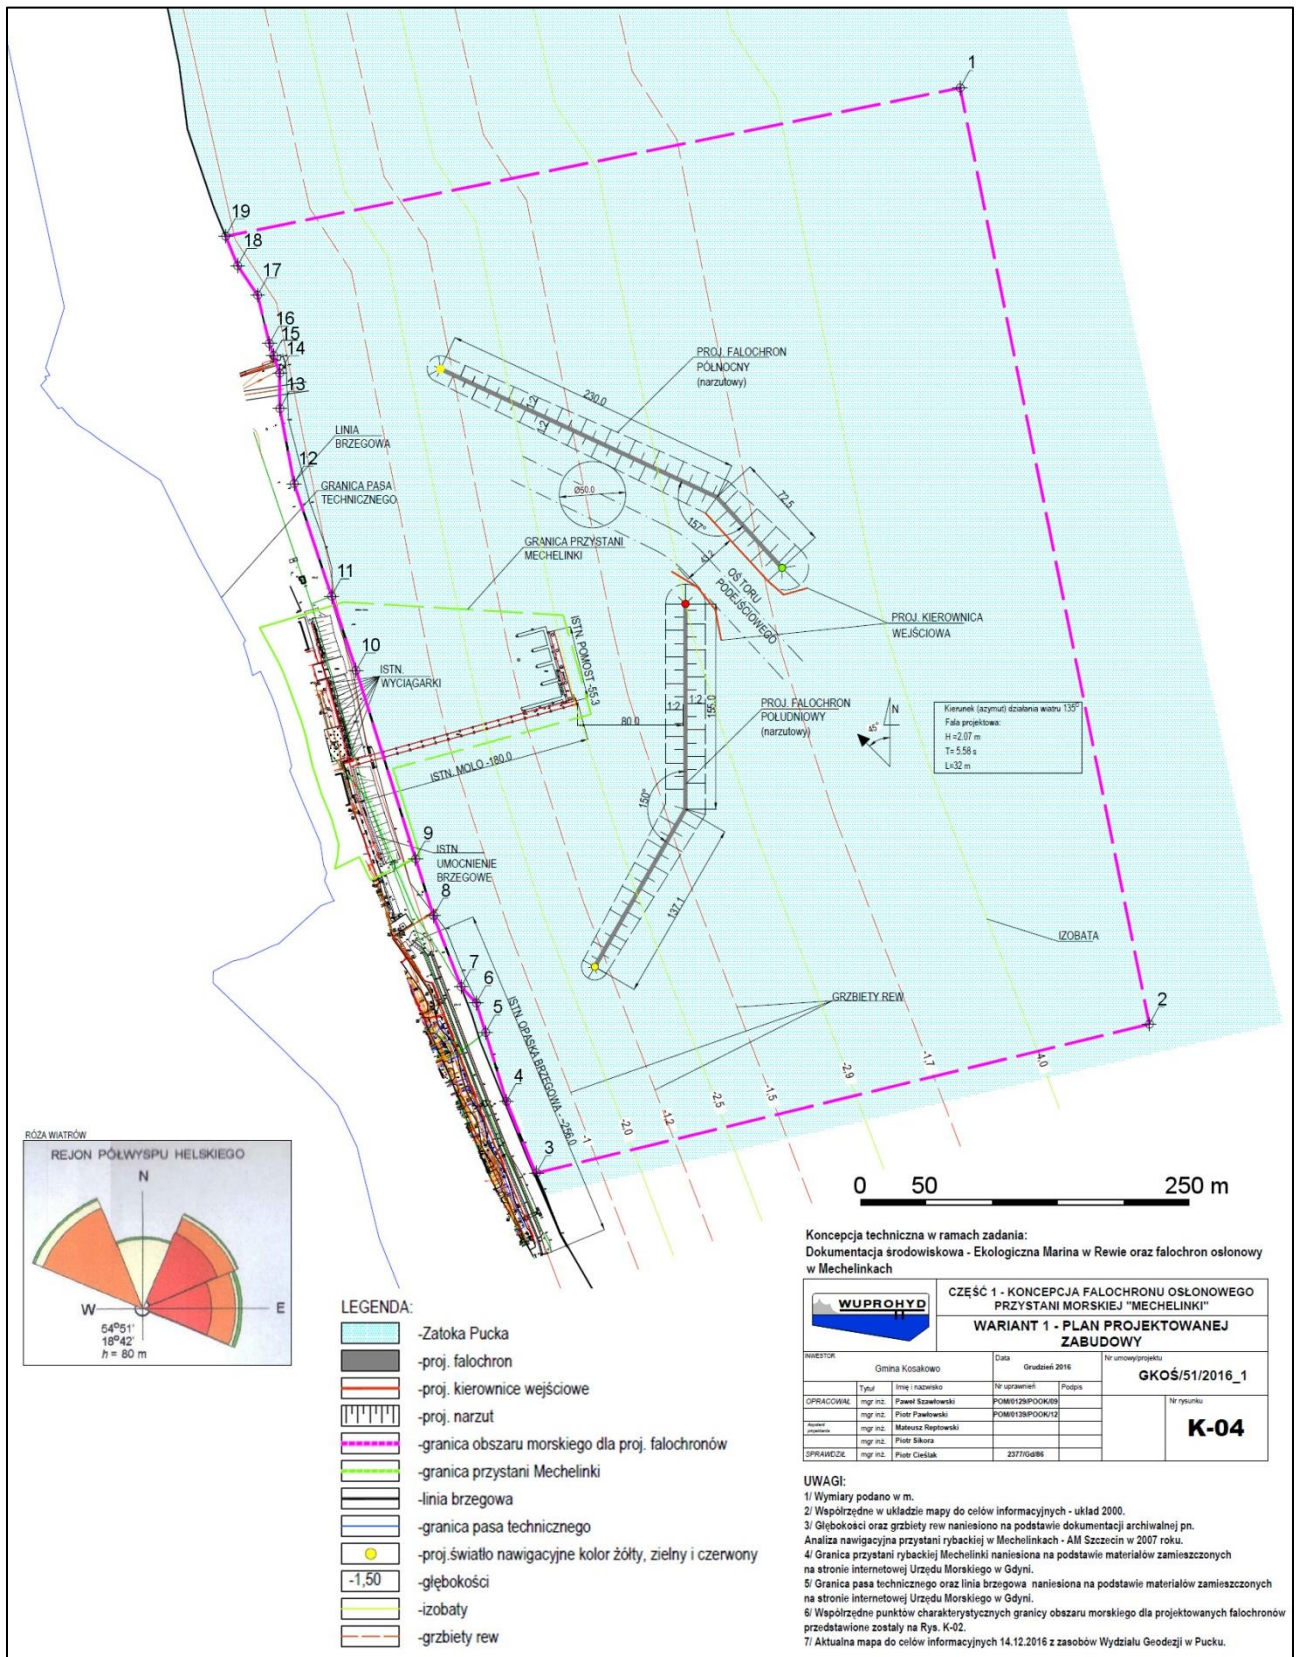 1
19
18
17
16
15
14
13
12
11
10
9
8
7
6
5
4
3
2
PROJ. FALOCHRON
PÓŁNOCNY
(narzutowy)
230.0
1:2
1:2
72.5
157°
Ø50.0
43.2
LINIA
BRZEGOWA
GRANICA PASA
TECHNICZNEGO
GRANICA PRZYSTANI
MECHELINKI
OŚ TORU
PODEJŚCIOWEGO
PROJ. KIEROWNICA
WEJŚCIOWA
ISTN.
WYCIĄGARKI
ISTN. POMOST -55.3
80.0
1:2
1:2
155.0
PROJ. FALOCHRON
POŁUDNIOWY
(narzutowy)
N
45°
Kierunek (azymut) działania wiatru 135°
Fala projektowa:
H =2.07 m
T= 5.58 s
L=32 m
ISTN. MOLO -180.0
150°
137.1
ISTN.
UMOCNIENIE
BRZEGOWE
IZOBATA
GRZBIETY REW
ISTN. OPASKA BRZEGOWA - ~256.0
-1
-2,0
-1,2
-2,5
-1,5
-2,9
-1,7
4,0
RÓŻA WIATRÓW
REJON PÓŁWYSPU HELSKIEGO
N
W
E
54°51'
18°42'
h = 80 m
0 50 250 m
Koncepcja techniczna w ramach zadania:
Dokumentacja środowiskowa - Ekologiczna Marina w Rewie oraz falochron osłonowy
w Mechelinkach
WUPROHYD
CZĘŚĆ 1 - KONCEPCJA FALOCHRONU OSŁONOWEGO
PRZYSTANI MORSKIEJ "MECHELINKI"
WARIANT 1 - PLAN PROJEKTOWANEJ
ZABUDOWY
INWESTOR
Gmina Kosakowo
Data
Grudzień 2016
Nr umowy/projektu
GKOŚ/51/2016_1
Tytuł Imię i nazwisko Nr uprawnień Podpis
OPRACOWAŁ mgr inż. Paweł Szawłowski POM/0129/POOK/09
mgr inż. Piotr Pawłowski POM/0139/POOK/12
Asystent projektanta mgr inż. Mateusz Reptowski
mgr inż. Piotr Sikora
SPRAWDZIŁ mgr inż. Piotr Cieślak 2377/Gd/86
Nr rysunku
K-04
LEGENDA:
-Zatoka Pucka
-proj. falochron
-proj. kierownice wejściowe
-proj. narzut
-granica obszaru morskiego dla proj. falochronów
-granica przystani Mechelinki
-linia brzegowa
-granica pasa technicznego
-proj.światło nawigacyjne kolor żółty, zielny i czerwony
-1,50 -głębokości
-izobaty
-grzbiety rew
UWAGI:
1/ Wymiary podano w m.
2/ Współrzędne w układzie mapy do celów informacyjnych - układ 2000.
3/ Głębokości oraz grzbiety rew naniesiono na podstawie dokumentacji archiwalnej pn.
Analiza nawigacyjna przystani rybackiej w Mechelinkach - AM Szczecin w 2007 roku.
4/ Granica przystani rybackiej Mechelinki naniesiona na podstawie materiałów zamieszczonych
na stronie internetowej Urzędu Morskiego w Gdyni.
5/ Granica pasa technicznego oraz linia brzegowa naniesiona na podstawie materiałów zamieszczonych
na stronie internetowej Urzędu Morskiego w Gdyni.
6/ Współrzędne punktów charakterystycznych granicy obszaru morskiego dla projektowanych falochronów
przedstawione zostały na Rys. K-02.
7/ Aktualna mapa do celów informacyjnych 14.12.2016 z zasobów Wydziału Geodezji w Pucku.